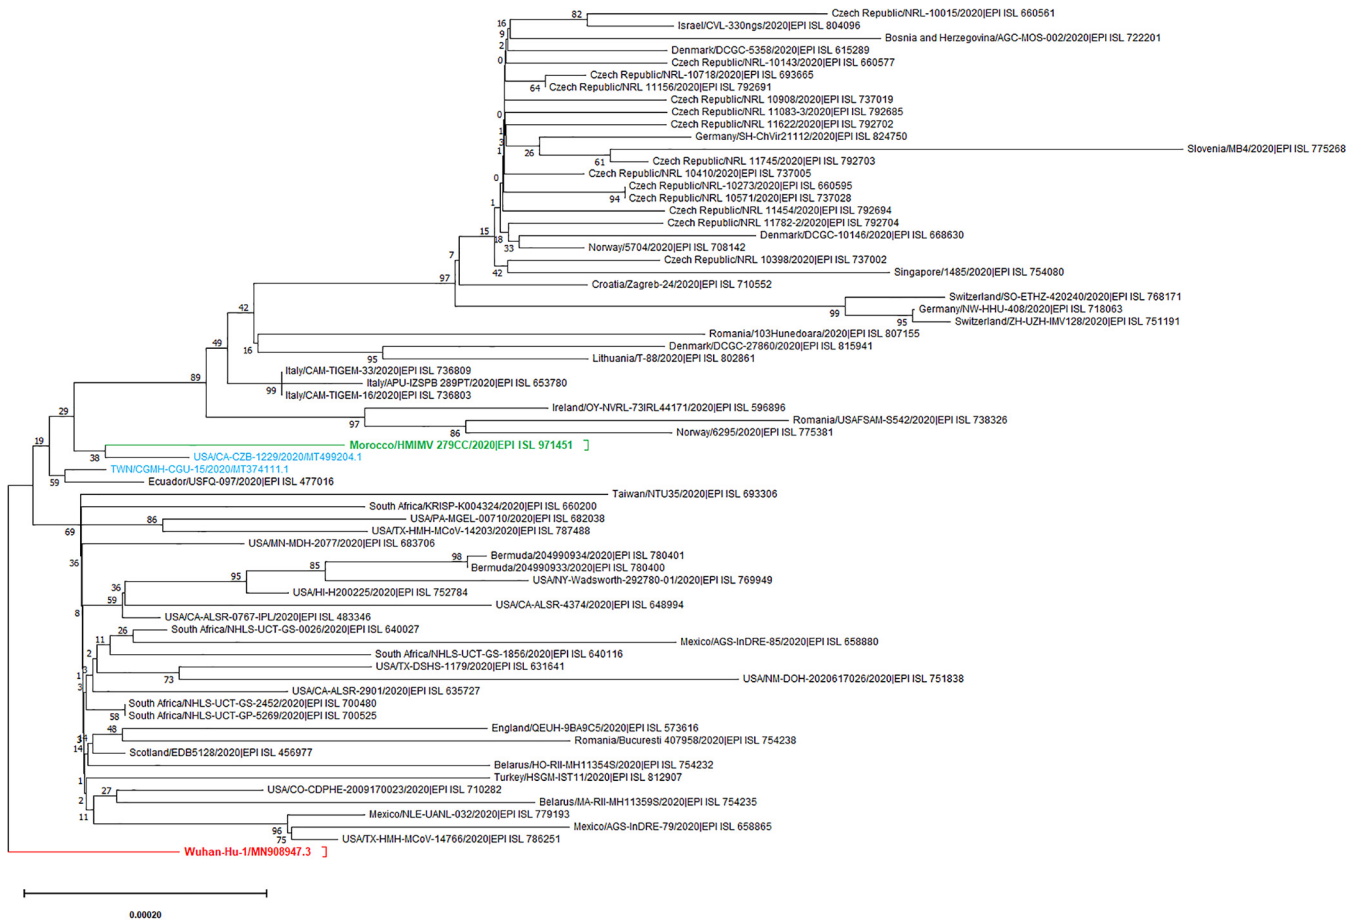 Czech Republic/NRL-10015/2020|EPI ISL 660561
82
16
Israel/CVL-330ngs/2020|EPI ISL 804096
9
Bosnia and Herzegovina/AGC-MOS-002/2020|EPI ISL 722201
2
Denmark/DCGC-5358/2020|EPI ISL 615289
0
Czech Republic/NRL-10143/2020|EPI ISL 660577
Czech Republic/NRL-10718/2020|EPI ISL 693665
64
Czech Republic/NRL 11156/2020|EPI ISL 792691
Czech Republic/NRL 10908/2020|EPI ISL 737019
0
Czech Republic/NRL 11083-3/2020|EPI ISL 792685
Czech Republic/NRL 11622/2020|EPI ISL 792702
1
Germany/SH-ChVir21112/2020|EPI ISL 824750
3
26
1
Slovenia/MB4/2020|EPI ISL 775268
61
Czech Republic/NRL 11745/2020|EPI ISL 792703
Czech Republic/NRL 10410/2020|EPI ISL 737005
0
Czech Republic/NRL-10273/2020|EPI ISL 660595
94
Czech Republic/NRL 10571/2020|EPI ISL 737028
1
Czech Republic/NRL 11454/2020|EPI ISL 792694
Czech Republic/NRL 11782-2/2020|EPI ISL 792704
15
18
Denmark/DCGC-10146/2020|EPI ISL 668630
33
Norway/5704/2020|EPI ISL 708142
7
Czech Republic/NRL 10398/2020|EPI ISL 737002
42
Singapore/1485/2020|EPI ISL 754080
97
Croatia/Zagreb-24/2020|EPI ISL 710552
Switzerland/SO-ETHZ-420240/2020|EPI ISL 768171
99
Germany/NW-HHU-408/2020|EPI ISL 718063
95
Switzerland/ZH-UZH-IMV128/2020|EPI ISL 751191
42
Romania/103Hunedoara/2020|EPI ISL 807155
49
16
Denmark/DCGC-27860/2020|EPI ISL 815941
95
Lithuania/T-88/2020|EPI ISL 802861
Italy/CAM-TIGEM-33/2020|EPI ISL 736809
89
Italy/APU-IZSPB 289PT/2020|EPI ISL 653780
99
Italy/CAM-TIGEM-16/2020|EPI ISL 736803
Ireland/OY-NVRL-73IRL44171/2020|EPI ISL 596896
29
97
Romania/USAFSAM-S542/2020|EPI ISL 738326
86
Norway/6295/2020|EPI ISL 775381
19
Morocco/HMIMV 279CC/2020|EPI ISL 971451
38
USA/CA-CZB-1229/2020/MT499204.1
TWN/CGMH-CGU-15/2020/MT374111.1
59
Ecuador/USFQ-097/2020|EPI ISL 477016
Taiwan/NTU35/2020|EPI ISL 693306
South Africa/KRISP-K004324/2020|EPI ISL 660200
86
USA/PA-MGEL-00710/2020|EPI ISL 682038
69
USA/TX-HMH-MCoV-14203/2020|EPI ISL 787488
USA/MN-MDH-2077/2020|EPI ISL 683706
98
Bermuda/204990934/2020|EPI ISL 780401
36
85
Bermuda/204990933/2020|EPI ISL 780400
95
USA/NY-Wadsworth-292780-01/2020|EPI ISL 769949
36
USA/HI-H200225/2020|EPI ISL 752784
59
USA/CA-ALSR-4374/2020|EPI ISL 648994
8
USA/CA-ALSR-0767-IPL/2020|EPI ISL 483346
26
South Africa/NHLS-UCT-GS-0026/2020|EPI ISL 640027
11
Mexico/AGS-InDRE-85/2020|EPI ISL 658880
2
South Africa/NHLS-UCT-GS-1856/2020|EPI ISL 640116
3
USA/TX-DSHS-1179/2020|EPI ISL 631641
1
73
USA/NM-DOH-2020617026/2020|EPI ISL 751838
3
USA/CA-ALSR-2901/2020|EPI ISL 635727
South Africa/NHLS-UCT-GS-2452/2020|EPI ISL 700480
58
South Africa/NHLS-UCT-GP-5269/2020|EPI ISL 700525
48
England/QEUH-9BA9C5/2020|EPI ISL 573616
3
Romania/Bucuresti 407958/2020|EPI ISL 754238
14
Scotland/EDB5128/2020|EPI ISL 456977
Belarus/HO-RII-MH11354S/2020|EPI ISL 754232
1
Turkey/HSGM-IST11/2020|EPI ISL 812907
27
USA/CO-CDPHE-2009170023/2020|EPI ISL 710282
2
Belarus/MA-RII-MH11359S/2020|EPI ISL 754235
11
Mexico/NLE-UANL-032/2020|EPI ISL 779193
96
Mexico/AGS-InDRE-79/2020|EPI ISL 658865
75
USA/TX-HMH-MCoV-14766/2020|EPI ISL 786251
Wuhan-Hu-1/MN908947.3
0.00020